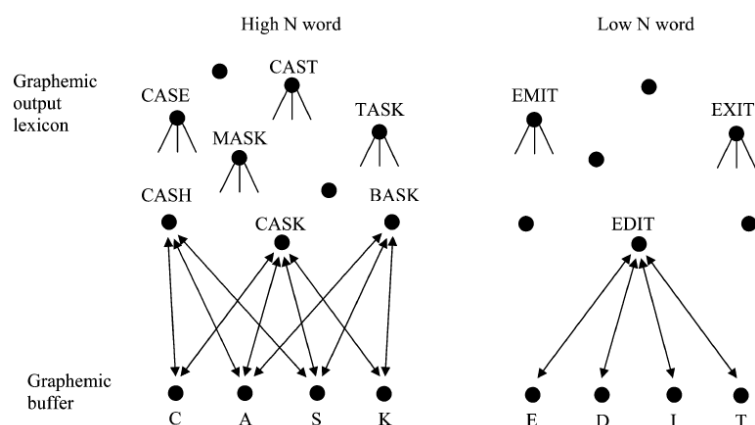 High N word
Low N word
Graphemic
output
lexicon
CAST
CASE
TASK
MASK
CASH
BASK
CASK
EMIT
EXIT
EDIT
Graphemic
buffer
C A S K
E D I T